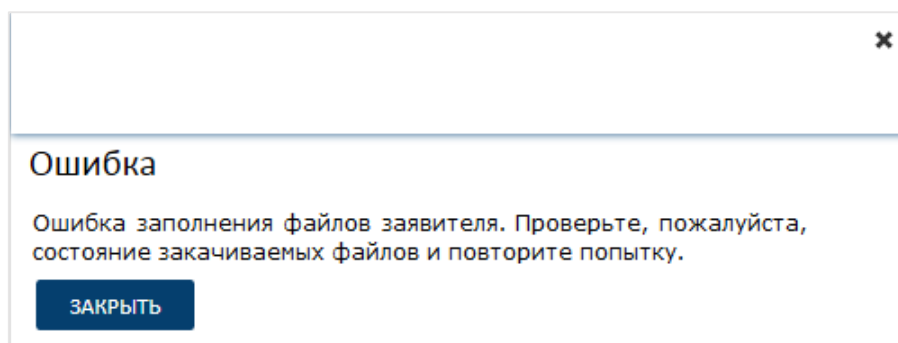 Ошибка
Ошибка заполнения файлов заявителя. Проверьте, пожалуйста,
состояние закачиваемых файлов и повторите попытку.
ЗАКРЫТЬ